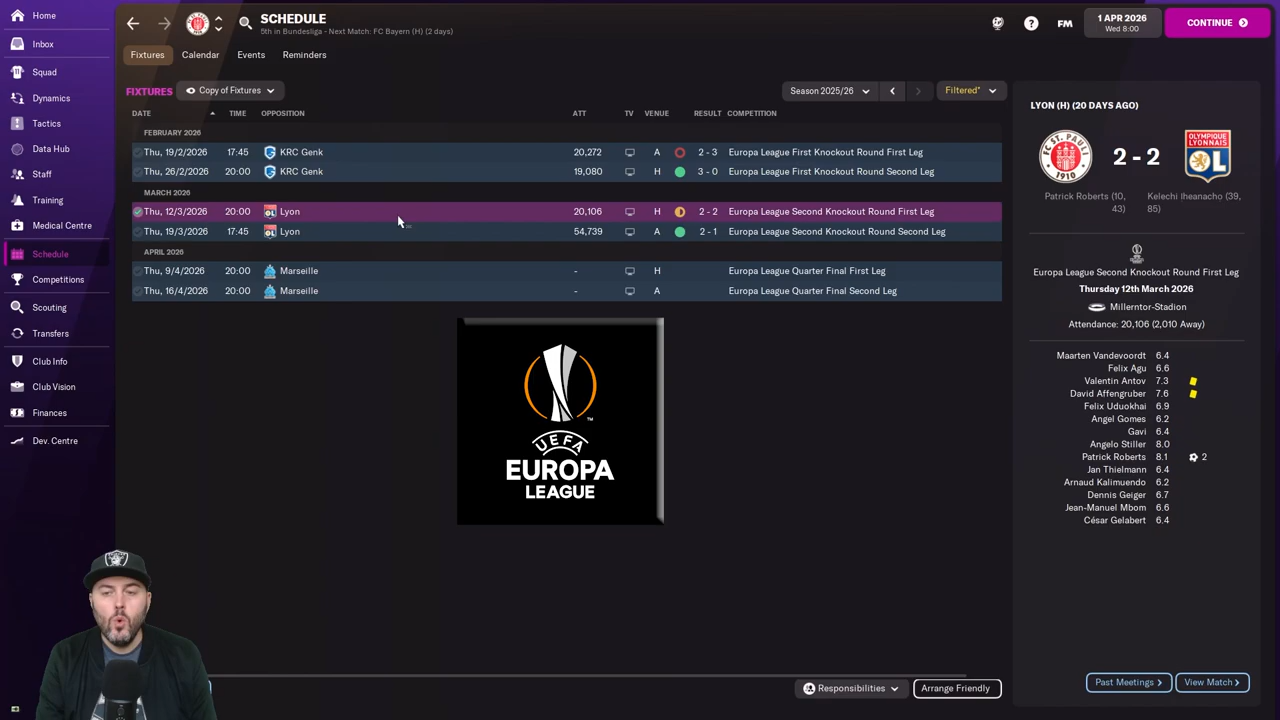 Home
SCHEDULE
5th in Bundesliga - Next Match: FC Bayern (H) (2 days)
FM
1 APR 2026
Wed 8:00
CONTINUE
Inbox
Squad
Dynamics
Tactics
Data Hub
Staff
Training
Medical Centre
Schedule
Competitions
Scouting
Transfers
Club Info
Club Vision
Finances
Dev. Centre
Fixtures Calendar Events Reminders
FIXTURES Copy of Fixtures Season 2025/26 Filtered*
DATE TIME OPPOSITION ATT TV VENUE RESULT COMPETITION
FEBRUARY 2026
Thu, 19/2/2026 17:45 KRC Genk 20,272 A 2 - 3 Europa League First Knockout Round First Leg
Thu, 26/2/2026 20:00 KRC Genk 19,080 H 3 - 0 Europa League First Knockout Round Second Leg
MARCH 2026
Thu, 12/3/2026 20:00 Lyon 20,106 H 2 - 2 Europa League Second Knockout Round First Leg
Thu, 19/3/2026 17:45 Lyon 54,739 A 2 - 1 Europa League Second Knockout Round Second Leg
APRIL 2026
Thu, 9/4/2026 20:00 Marseille - H Europa League Quarter Final First Leg
Thu, 16/4/2026 20:00 Marseille - A Europa League Quarter Final Second Leg
TM
UEFA
EUROPA
LEAGUE
Responsibilities Arrange Friendly
LYON (H) (20 DAYS AGO)
FC ST. PAULI
1910
2 - 2
OLYMPIQUE
LYONNAIS
OL
Patrick Roberts (10,
43)
Kelechi Iheanacho (39,
85)
Europa League Second Knockout Round First Leg
Thursday 12th March 2026
Millerntor-Stadion
Attendance: 20,106 (2,010 Away)
Maarten Vandevoordt 6.4
Felix Agu 6.6
Valentin Antov 7.3
David Affengruber 7.6
Felix Uduokhai 6.9
Angel Gomes 6.2
Gavi 6.4
Angelo Stiller 8.0
Patrick Roberts 8.1 2
Jan Thielmann 6.4
Arnaud Kalimuendo 6.2
Dennis Geiger 6.7
Jean-Manuel Mbom 6.6
César Gelabert 6.4
Past Meetings View Match